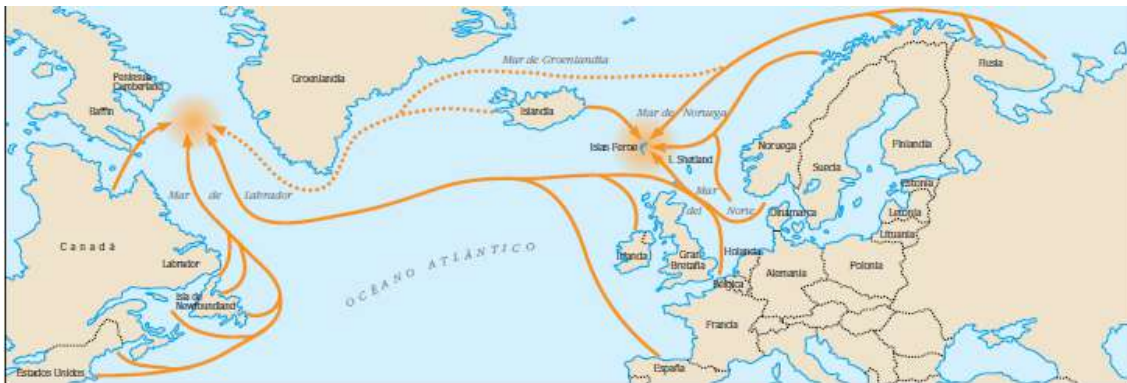 Península
Cumberland
Baffin
Groenlandia
Mar de Groenlandia
Islandia
Mar de Noruega
Islas Feroe
I. Shetland
Noruega
Suecia
Finlandia
Rusia
Estonia
Letonia
Lituania
Mar de Labrador
Mar
del Norte
Dinamarca
Canadá
Labrador
Isla de
Newfoundland
OCÉANO ATLÁNTICO
Irlanda
Gran
Bretaña
Holanda
Bélgica
Alemania
Polonia
Francia
España
Estados Unidos